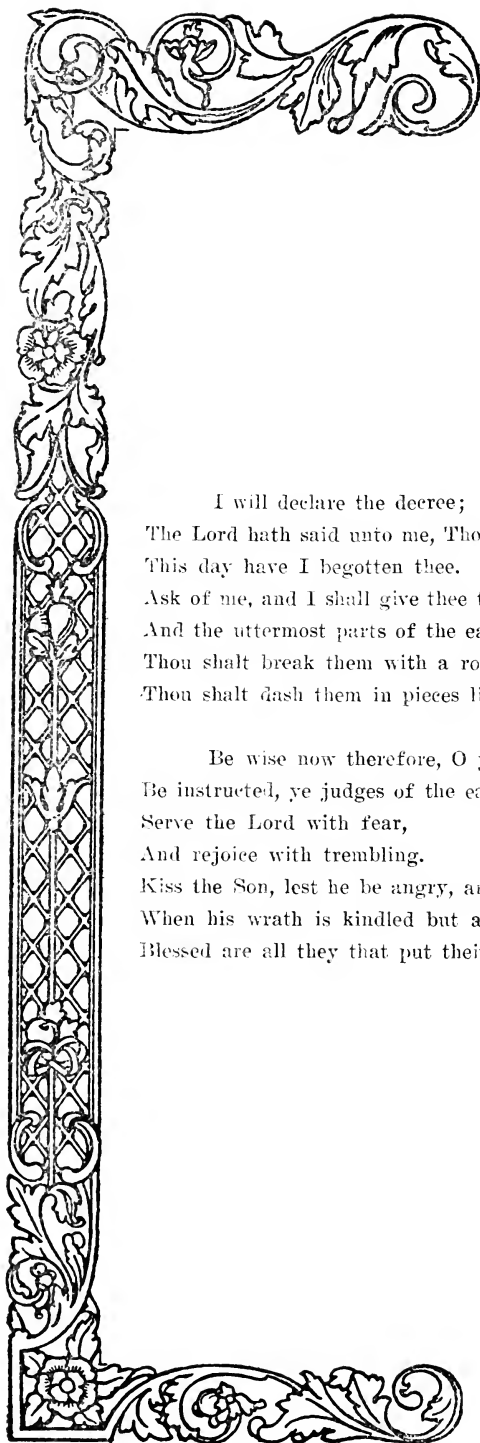 I will declare the decree;
The Lord hath said unto me,
This day have I begotten thee.
Ask of me, and I shall give thee
And the uttermost parts of the
Thou shalt break them with a
Thou shalt dash them in pieces
Be wise now therefore, O
Be instructed, ye judges of the
Serve the Lord with fear,
And rejoice with trembling.
Kiss the Son, lest he be angry,
When his wrath is kindled but
Blessed are all they that put